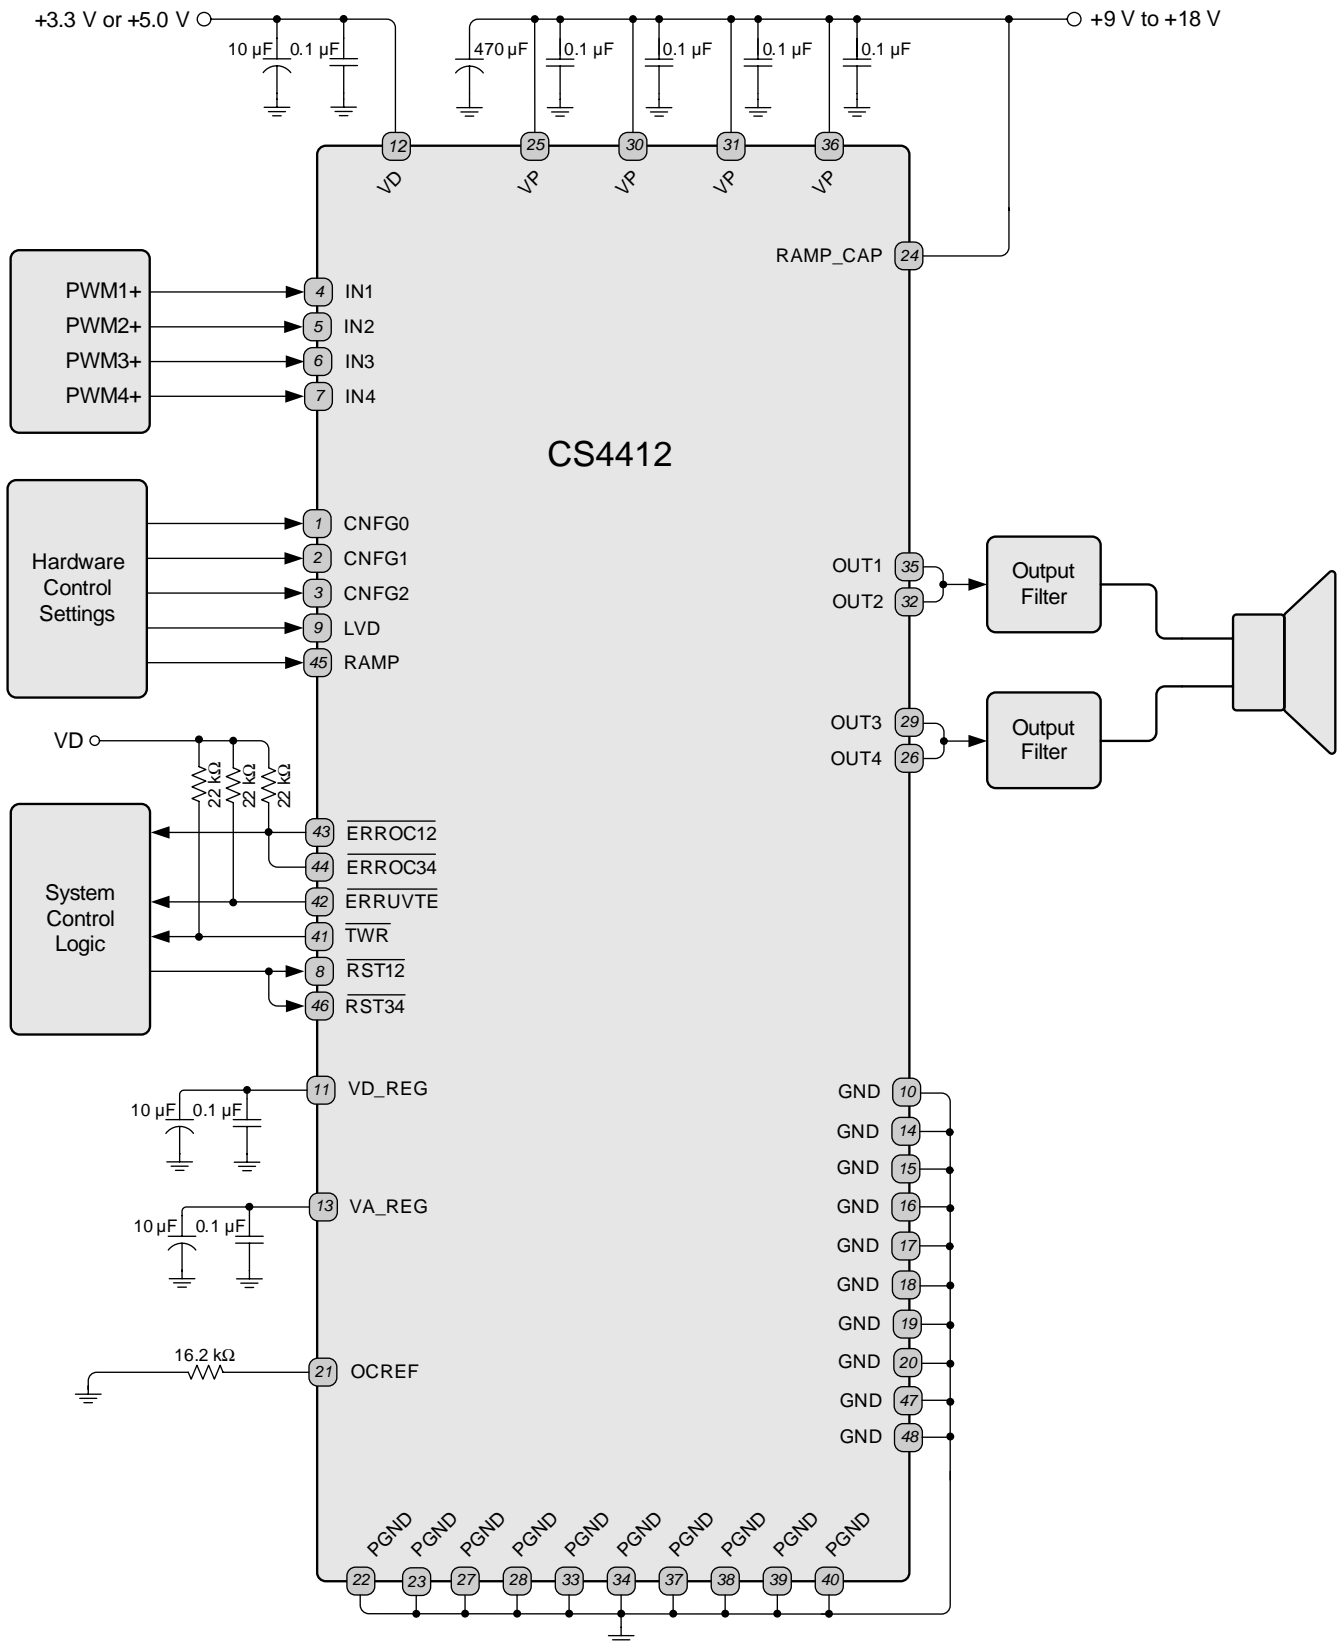 +3.3 V or +5.0 V
+9 V to +18 V
10 µF 0.1 µF
470 µF 0.1 µF 0.1 µF 0.1 µF 0.1 µF
12 25 30 31 36
VD VP VP VP VP
RAMP_CAP 24
PWM1+ 4 IN1
PWM2+ 5 IN2
PWM3+ 6 IN3
PWM4+ 7 IN4
CS4412
Hardware
Control
Settings
1 CNFG0
2 CNFG1
3 CNFG2
9 LVD
45 RAMP
OUT1 35
OUT2 32
Output
Filter
OUT3 29
OUT4 26
Output
Filter
VD
22 kΩ
22 kΩ
22 kΩ
System
Control
Logic
43 ERROC12
44 ERROC34
42 ERRUVTE
41 TWR
8 RST12
46 RST34
11 VD_REG
10 µF 0.1 µF
13 VA_REG
10 µF 0.1 µF
16.2 kΩ
21 OCREF
GND 10
GND 14
GND 15
GND 16
GND 17
GND 18
GND 19
GND 20
GND 47
GND 48
PGND PGND PGND PGND PGND PGND PGND PGND PGND PGND
22 23 27 28 33 34 37 38 39 40